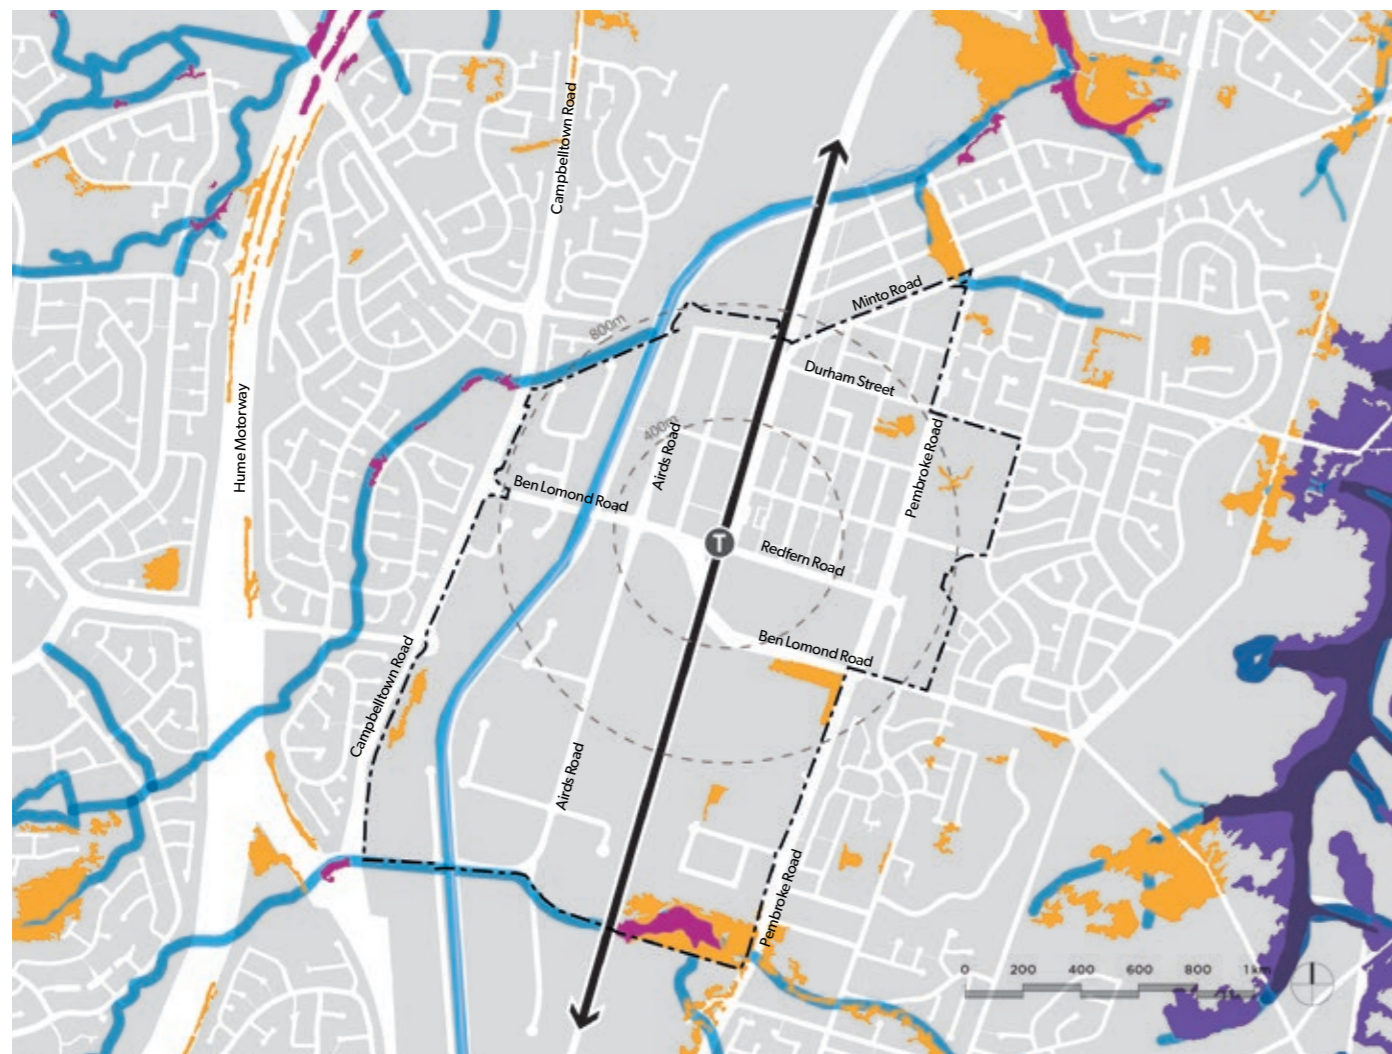 Campbelltown Road
Minto Road
800m
Durham Street
Hume Motorway
400m
Airds Road
Pembroke Road
Ben Lomond Road
T
Redfern Road
Ben Lomond Road
Campbelltown Road
Airds Road
Pembroke Road
0 200 400 600 800 1km